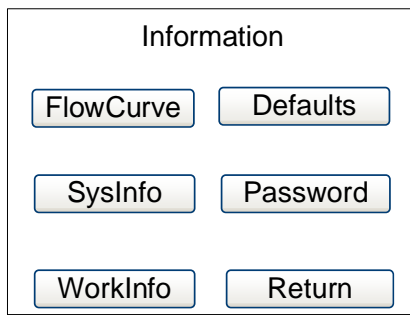 Information
FlowCurve Defaults
SysInfo Password
WorkInfo Return